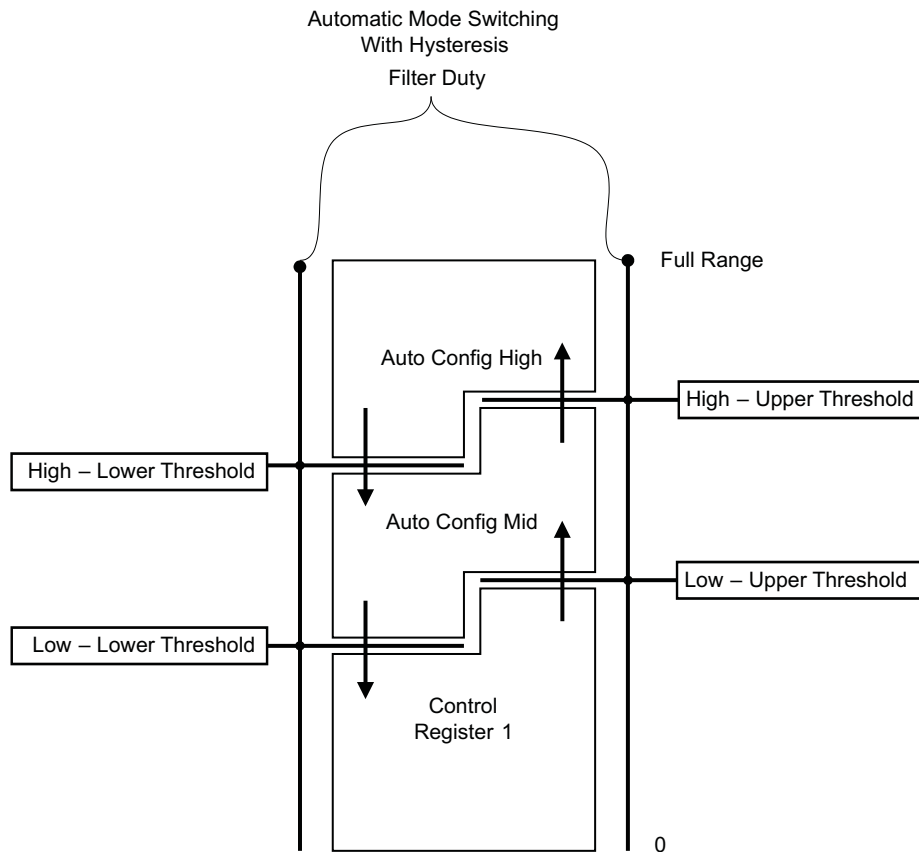 Automatic Mode Switching
With Hysteresis
Filter Duty
Full Range
Auto Config High
High – Upper Threshold
High – Lower Threshold
Auto Config Mid
Low – Upper Threshold
Low – Lower Threshold
Control
Register 1
0